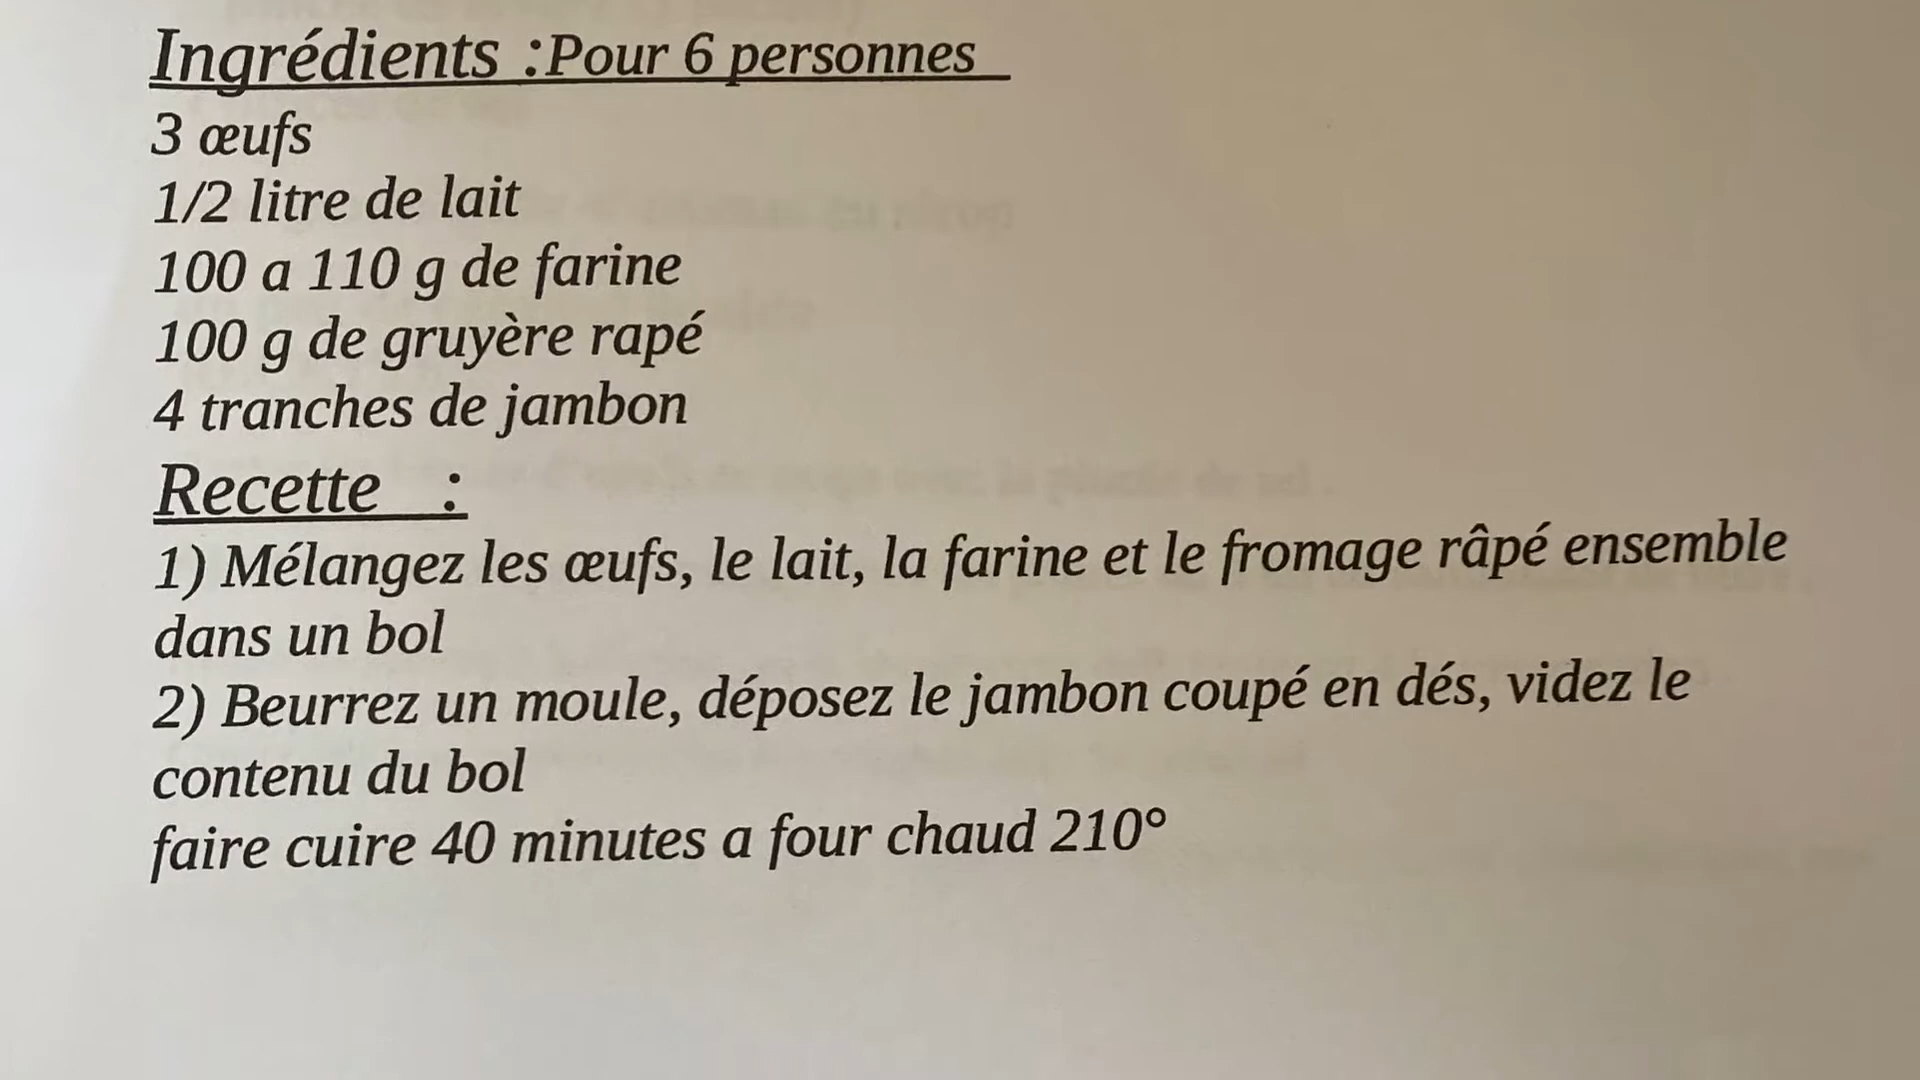 Ingrédients :Pour 6 personnes
3 œufs
1/2 litre de lait
100 a 110 g de farine
100 g de gruyère rapé
4 tranches de jambon
Recette :
1) Mélangez les œufs, le lait, la farine et le fromage râpé ensemble
dans un bol
2) Beurrez un moule, déposez le jambon coupé en dés, videz le
contenu du bol
faire cuire 40 minutes a four chaud 210°